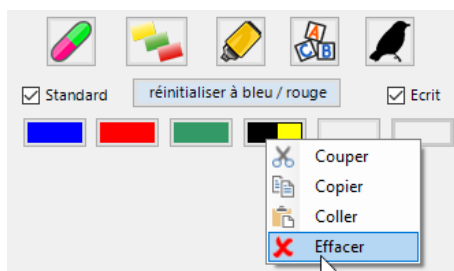 A
C B
Standard
réinitialiser à bleu / rouge
Ecrit
Couper
Copier
Coller
Effacer